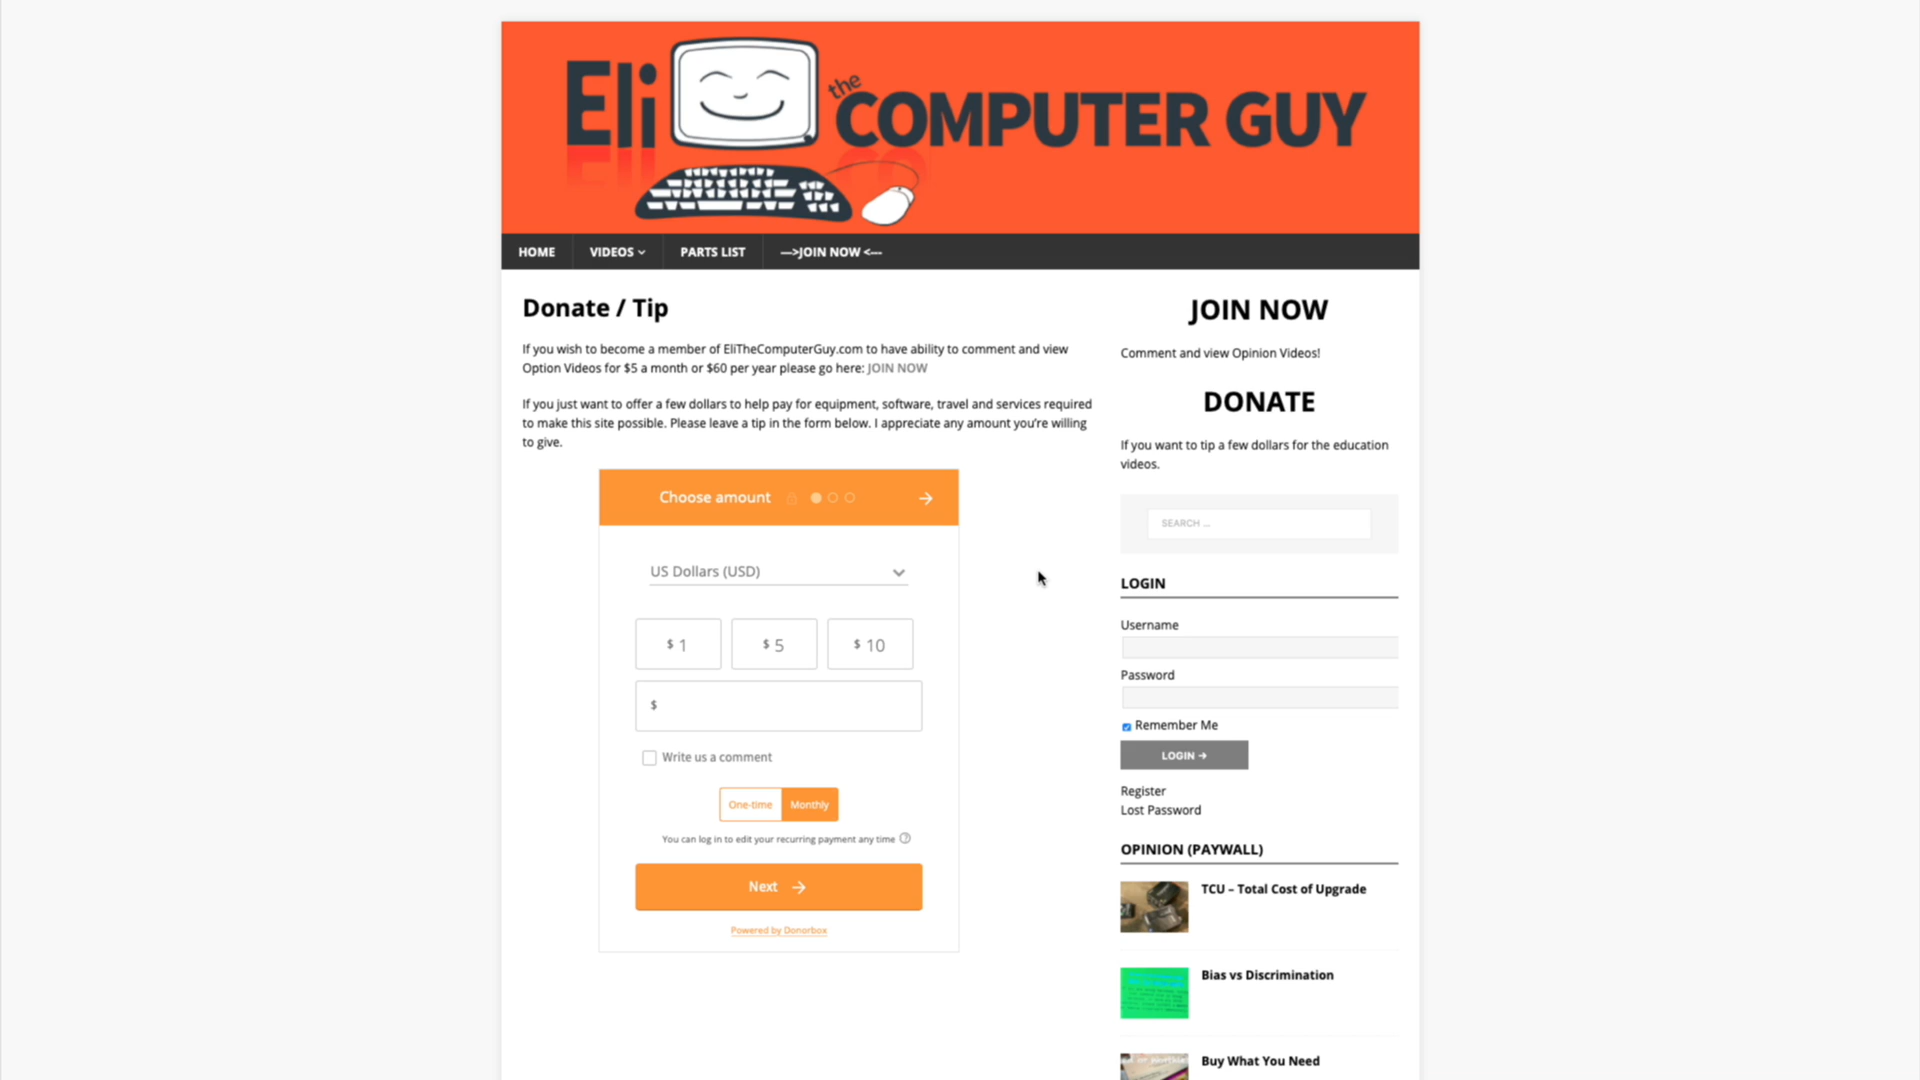 Eli the COMPUTER GUY
HOME VIDEOS PARTS LIST --->JOIN NOW <---
Donate / Tip
If you wish to become a member of EliTheComputerGuy.com to have ability to comment and view
Option Videos for $5 a month or $60 per year please go here: JOIN NOW
If you just want to offer a few dollars to help pay for equipment, software, travel and services required
to make this site possible. Please leave a tip in the form below. I appreciate any amount you're willing
to give.
Choose amount
US Dollars (USD)
$ 1 $ 5 $ 10
$
Write us a comment
One-time Monthly
You can log in to edit your recurring payment any time
Next →
Powered by Donorbox
JOIN NOW
Comment and view Opinion Videos!
DONATE
If you want to tip a few dollars for the education
videos.
SEARCH ...
LOGIN
Username
Password
Remember Me
LOGIN →
Register
Lost Password
OPINION (PAYWALL)
TCU – Total Cost of Upgrade
Bias vs Discrimination
Buy What You Need